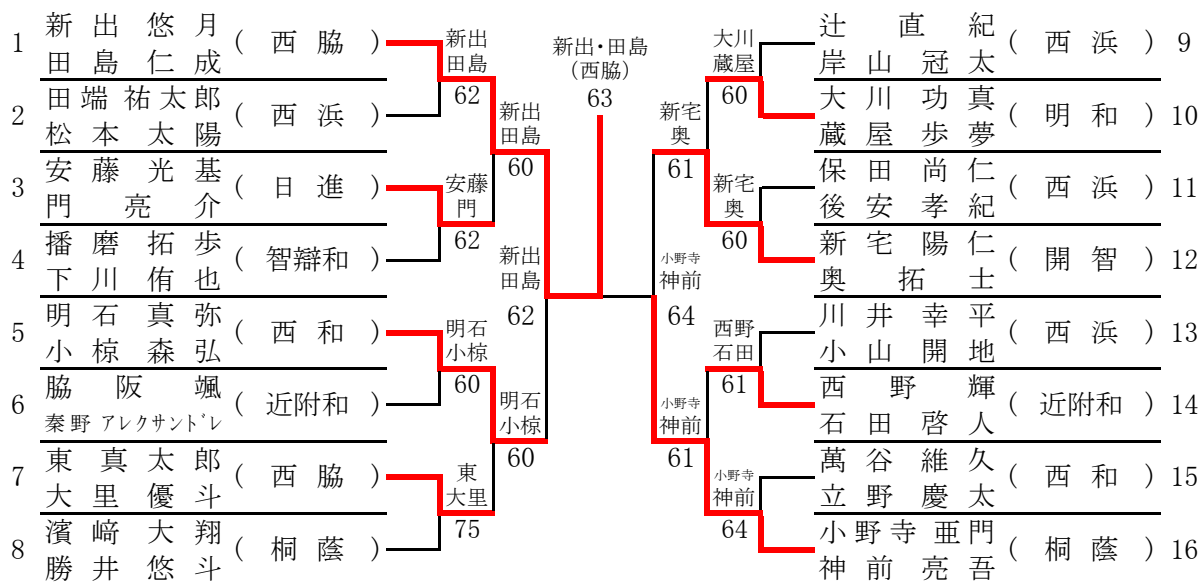 1 新出悠月 田島仁成 (西脇)
2 田端祐太郎 松本太陽 (西浜)
3 安藤光基 門亮介 (日進)
4 播磨拓歩 下川侑也 (智辯和)
5 明石真弥 小椋森弘 (西和)
6 脇阪颯 秦野アレクサンドレ (近附和)
7 東真太郎 大里優斗 (西脇)
8 濱﨑大翔 勝井悠斗 (桐蔭)
新出
田島
62
安藤
門
62
明石
小椋
60
東
大里
75
新出
田島
60
明石
小椋
60
新出
田島
62
新出・田島
(西脇)
63
小野寺
神前
64
新宅
奥
61
小野寺
神前
61
大川
蔵屋
60
新宅
奥
60
西野
石田
61
小野寺
神前
64
辻直紀 岸山冠太 (西浜) 9
大川功真 蔵屋歩夢 (明和) 10
保田尚仁 後安孝紀 (西浜) 11
新宅陽仁 奥拓士 (開智) 12
川井幸平 小山開地 (西浜) 13
西野輝 石田啓人 (近附和) 14
萬谷維久 立野慶太 (西和) 15
小野寺亜門 神前亮吾 (桐蔭) 16